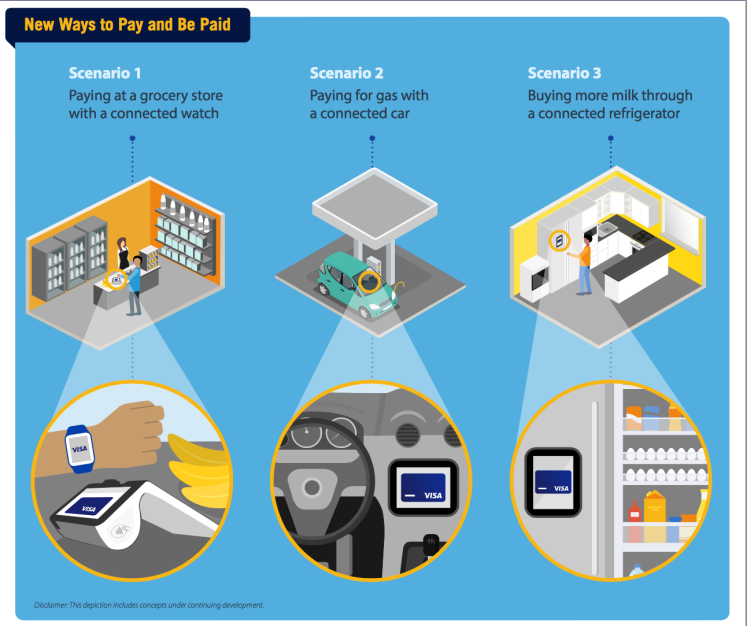 New Ways to Pay and Be Paid
Scenario 1
Paying at a grocery store
with a connected watch
Scenario 2
Paying for gas with
a connected car
Scenario 3
Buying more milk through
a connected refrigerator
VISA
VISA
VISA
VISA
Disclaimer: This depiction includes concepts under continuing development.